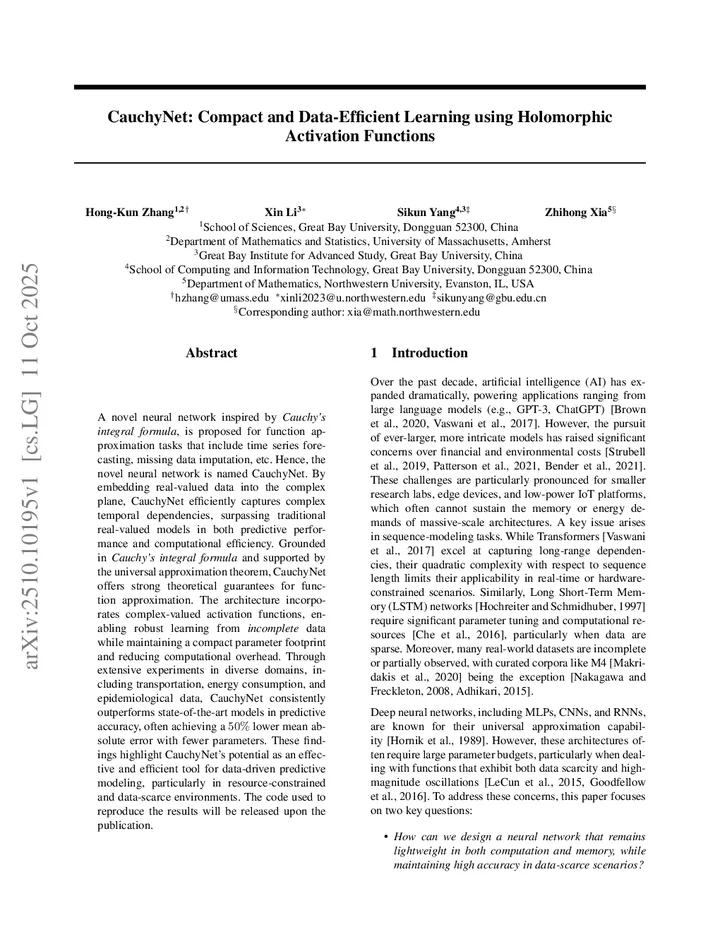 arXiv:2510.10195v1 [cs.LG] 11 Oct 2025
CauchyNet: Compact and Data-Efficient Learning using Holomorphic
Activation Functions
Hong-Kun Zhang1,2† Xin Li3* Sikun Yang4,3‡ Zhihong Xia5§
1School of Sciences, Great Bay University, Dongguan 52300, China
2Department of Mathematics and Statistics, University of Massachusetts, Amherst
3Great Bay Institute for Advanced Study, Great Bay University, China
4School of Computing and Information Technology, Great Bay University, Dongguan 52300, China
5Department of Mathematics, Northwestern University, Evanston, IL, USA
†hzhang@umass.edu *xinli2023@u.northwestern.edu ‡sikunyang@gbu.edu.cn
§Corresponding author: xia@math.northwestern.edu
Abstract
A novel neural network inspired by Cauchy's
integral formula, is proposed for function ap-
proximation tasks that include time series fore-
casting, missing data imputation, etc. Hence, the
novel neural network is named CauchyNet. By
embedding real-valued data into the complex
plane, CauchyNet efficiently captures complex
temporal dependencies, surpassing traditional
real-valued models in both predictive perfor-
mance and computational efficiency. Grounded
in Cauchy's integral formula and supported by
the universal approximation theorem, CauchyNet
offers strong theoretical guarantees for func-
tion approximation. The architecture incorpo-
rates complex-valued activation functions, en-
abling robust learning from incomplete data
while maintaining a compact parameter footprint
and reducing computational overhead. Through
extensive experiments in diverse domains, in-
cluding transportation, energy consumption, and
epidemiological data, CauchyNet consistently
outperforms state-of-the-art models in predictive
accuracy, often achieving a 50% lower mean ab-
solute error with fewer parameters. These find-
ings highlight CauchyNet's potential as an effec-
tive and efficient tool for data-driven predictive
modeling, particularly in resource-constrained
and data-scarce environments. The code used to
reproduce the results will be released upon the
publication.
1 Introduction
Over the past decade, artificial intelligence (AI) has ex-
panded dramatically, powering applications ranging from
large language models (e.g., GPT-3, ChatGPT) [Brown
et al., 2020, Vaswani et al., 2017]. However, the pursuit
of ever-larger, more intricate models has raised significant
concerns over financial and environmental costs [Strubell
et al., 2019, Patterson et al., 2021, Bender et al., 2021].
These challenges are particularly pronounced for smaller
research labs, edge devices, and low-power IoT platforms,
which often cannot sustain the memory or energy de-
mands of massive-scale architectures. A key issue arises
in sequence-modeling tasks. While Transformers [Vaswani
et al., 2017] excel at capturing long-range dependen-
cies, their quadratic complexity with respect to sequence
length limits their applicability in real-time or hardware-
constrained scenarios. Similarly, Long Short-Term Mem-
ory (LSTM) networks [Hochreiter and Schmidhuber, 1997]
require significant parameter tuning and computational re-
sources [Che et al., 2016], particularly when data are
sparse. Moreover, many real-world datasets are incomplete
or partially observed, with curated corpora like M4 [Makri-
dakis et al., 2020] being the exception [Nakagawa and
Freckleton, 2008, Adhikari, 2015].
Deep neural networks, including MLPs, CNNs, and RNNs,
are known for their universal approximation capabil-
ity [Hornik et al., 1989]. However, these architectures of-
ten require large parameter budgets, particularly when deal-
ing with functions that exhibit both data scarcity and high-
magnitude oscillations [LeCun et al., 2015, Goodfellow
et al., 2016]. To address these concerns, this paper focuses
on two key questions:
• How can we design a neural network that remains
lightweight in both computation and memory, while
maintaining high accuracy in data-scarce scenarios?